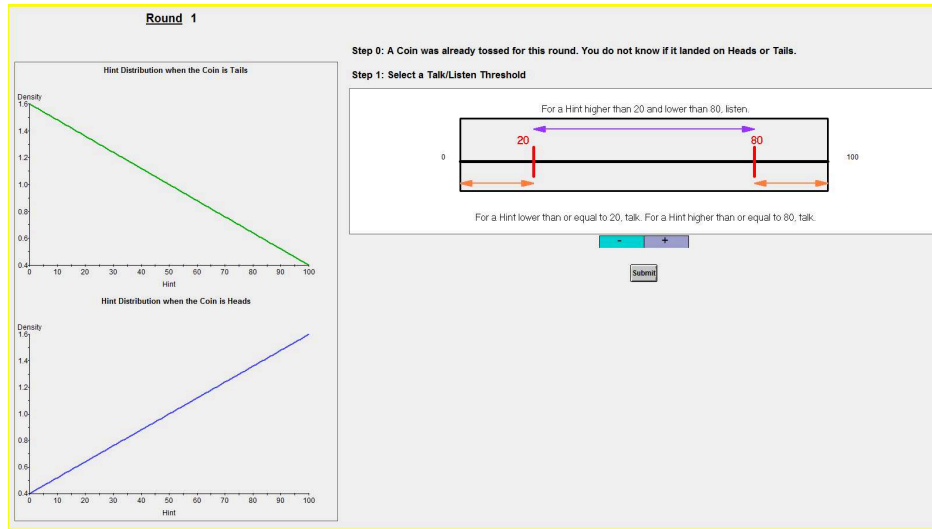 Round 1
Step 0: A Coin was already tossed for this round. You do not know if it landed on Heads or Tails.
Step 1: Select a Talk/Listen Threshold
Hint Distribution when the Coin is Tails
Density
1.6
1.4
1.2
1.0
0.8
0.6
0.4
0 10 20 30 40 50 60 70 80 90 100
Hint
Hint Distribution when the Coin is Heads
Density
1.6
1.4
1.2
1.0
0.8
0.6
0.4
0 10 20 30 40 50 60 70 80 90 100
Hint
For a Hint higher than 20 and lower than 80, listen.
20 80
0 100
For a Hint lower than or equal to 20, talk. For a Hint higher than or equal to 80, talk.
- +
Submit